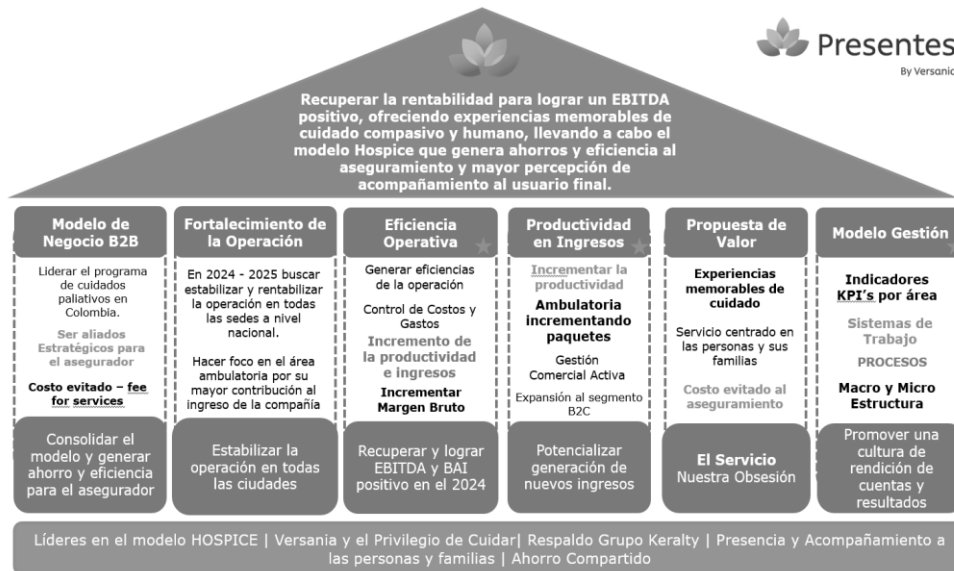 Presentes
By Versania
Recuperar la rentabilidad para lograr un EBITDA
positivo, ofreciendo experiencias memorables de
cuidado compasivo y humano, llevando a cabo el
modelo Hospice que genera ahorros y eficiencia al
aseguramiento y mayor percepción de
acompañamiento al usuario final.
Modelo de
Negocio B2B
Liderar el programa
de cuidados
paliativos en
Colombia.
Ser aliados
Estratégicos para
el asegurador
Costo evitado – fee
for services
Consolidar el
modelo y generar
ahorro y eficiencia
para el asegurador
Fortalecimiento de
la Operación
En 2024 - 2025 buscar
estabilizar y rentabilizar
la operación en todas
las sedes a nivel
nacional.
Hacer foco en el área
ambulatoria por su
mayor contribución al
ingreso de la compañía
Estabilizar la
operación en todas
las ciudades
Eficiencia
Operativa
Generar eficiencias
de la operación
Control de Costos y
Gastos
Incremento de
la productividad
e ingresos
Incrementar
Margen Bruto
Recuperar y lograr
EBITDA y BAI
positivo en el 2024
Productividad
en Ingresos
Incrementar la
productividad
Ambulatoria
incrementando
paquetes
Gestión
Comercial Activa
Expansión al segmento
B2C
Potencializar
generación de
nuevos ingresos
Propuesta de
Valor
Experiencias
memorables de
cuidado
Servicio centrado en
las personas y sus
familias
Costo evitado al
aseguramiento
El Servicio
Nuestra Obsesión
Modelo Gestión
Indicadores
KPI's por área
Sistemas de
Trabajo
PROCESOS
Macro y Micro
Estructura
Promover una
cultura de
rendición de
cuentas y
resultados
Líderes en el modelo HOSPICE | Versania y el Privilegio de Cuidar| Respaldo Grupo Keralty | Presencia y Acompañamiento a
las personas y familias | Ahorro Compartido